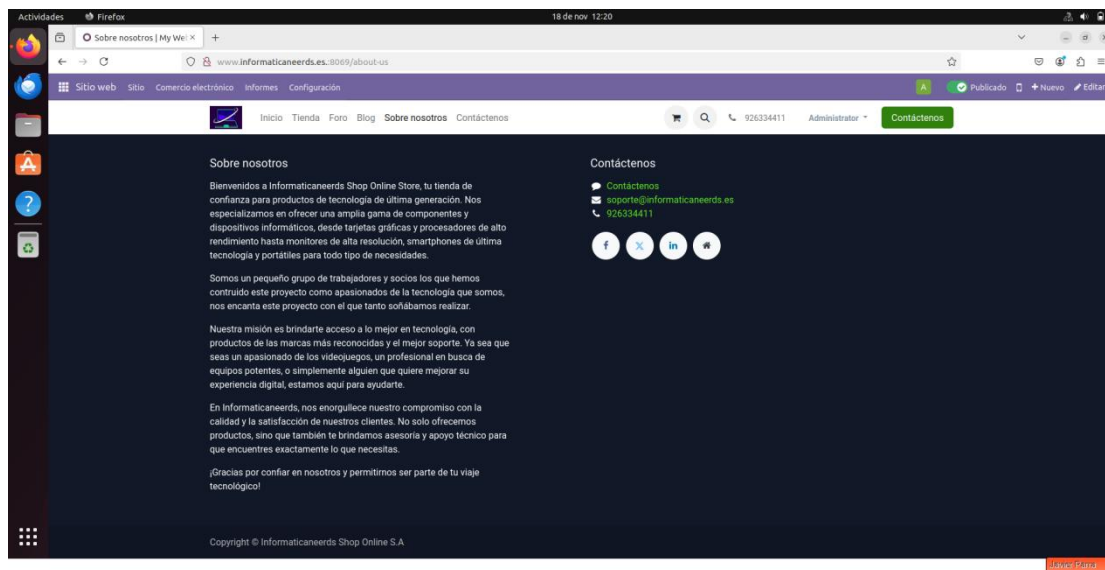 Actividades Firefox 18 de nov 12:20
Sobre nosotros | My Wel
www.informaticaneerds.es.:8069/about-us
Sitio web Sitio Comercio electrónico Informes Configuración A Publicado + Nuevo Editar
Inicio Tienda Foro Blog Sobre nosotros Contáctenos 926334411 Administrator Contáctenos
Sobre nosotros
Bienvenidos a Informaticaneerds Shop Online Store, tu tienda de
confianza para productos de tecnología de última generación. Nos
especializamos en ofrecer una amplia gama de componentes y
dispositivos informáticos, desde tarjetas gráficas y procesadores de alto
rendimiento hasta monitores de alta resolución, smartphones de última
tecnología y portátiles para todo tipo de necesidades.
Somos un pequeño grupo de trabajadores y socios los que hemos
contruido este proyecto como apasionados de la tecnología que somos,
nos encanta este proyecto con el que tanto soñábamos realizar.
Nuestra misión es brindarte acceso a lo mejor en tecnología, con
productos de las marcas más reconocidas y el mejor soporte. Ya sea que
seas un apasionado de los videojuegos, un profesional en busca de
equipos potentes, o simplemente alguien que quiere mejorar su
experiencia digital, estamos aquí para ayudarte.
En Informaticaneerds, nos enorgullece nuestro compromiso con la
calidad y la satisfacción de nuestros clientes. No solo ofrecemos
productos, sino que también te brindamos asesoría y apoyo técnico para
que encuentres exactamente lo que necesitas.
¡Gracias por confiar en nosotros y permitirnos ser parte de tu viaje
tecnológico!
Contáctenos
Contáctenos
soporte@informaticaneerds.es
926334411
Copyright © Informaticaneerds Shop Online S.A
Javier Parra